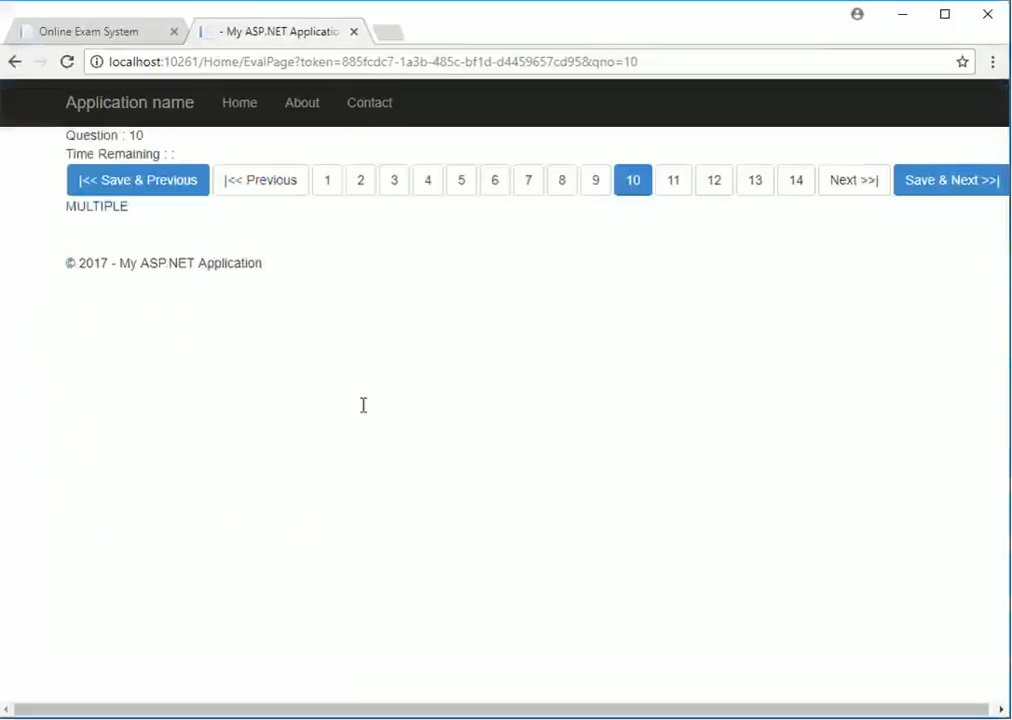 Online Exam System
- My ASP.NET Applicatio
localhost:10261/Home/EvalPage?token=885fcdc7-1a3b-485c-bf1d-d4459657cd95&qno=10
Application name Home About Contact
Question : 10
Time Remaining : :
|<< Save & Previous |<< Previous 1 2 3 4 5 6 7 8 9 10 11 12 13 14 Next >>| Save & Next >>|
MULTIPLE
© 2017 - My ASP.NET Application